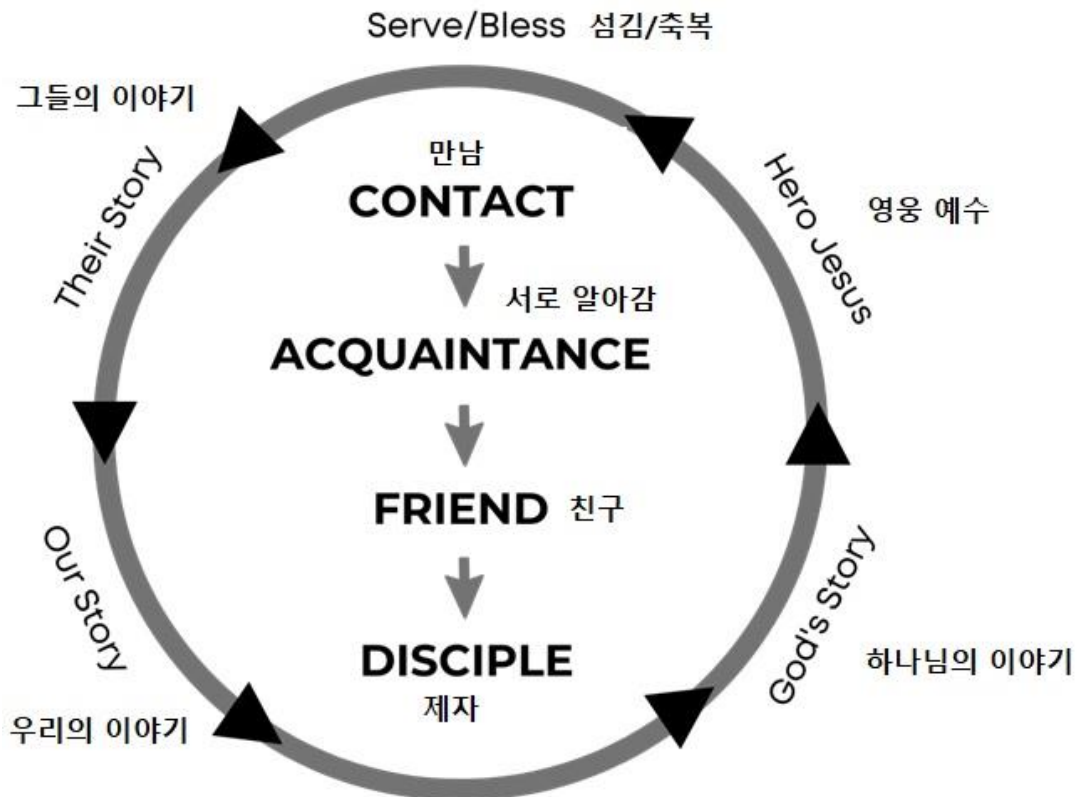 Serve/Bless 섬김/축복
그들의 이야기
Their Story
만남
CONTACT
Hero Jesus
영웅 예수
서로 알아감
ACQUAINTANCE
FRIEND 친구
Our Story
우리의 이야기
DISCIPLE
제자
God's Story
하나님의 이야기